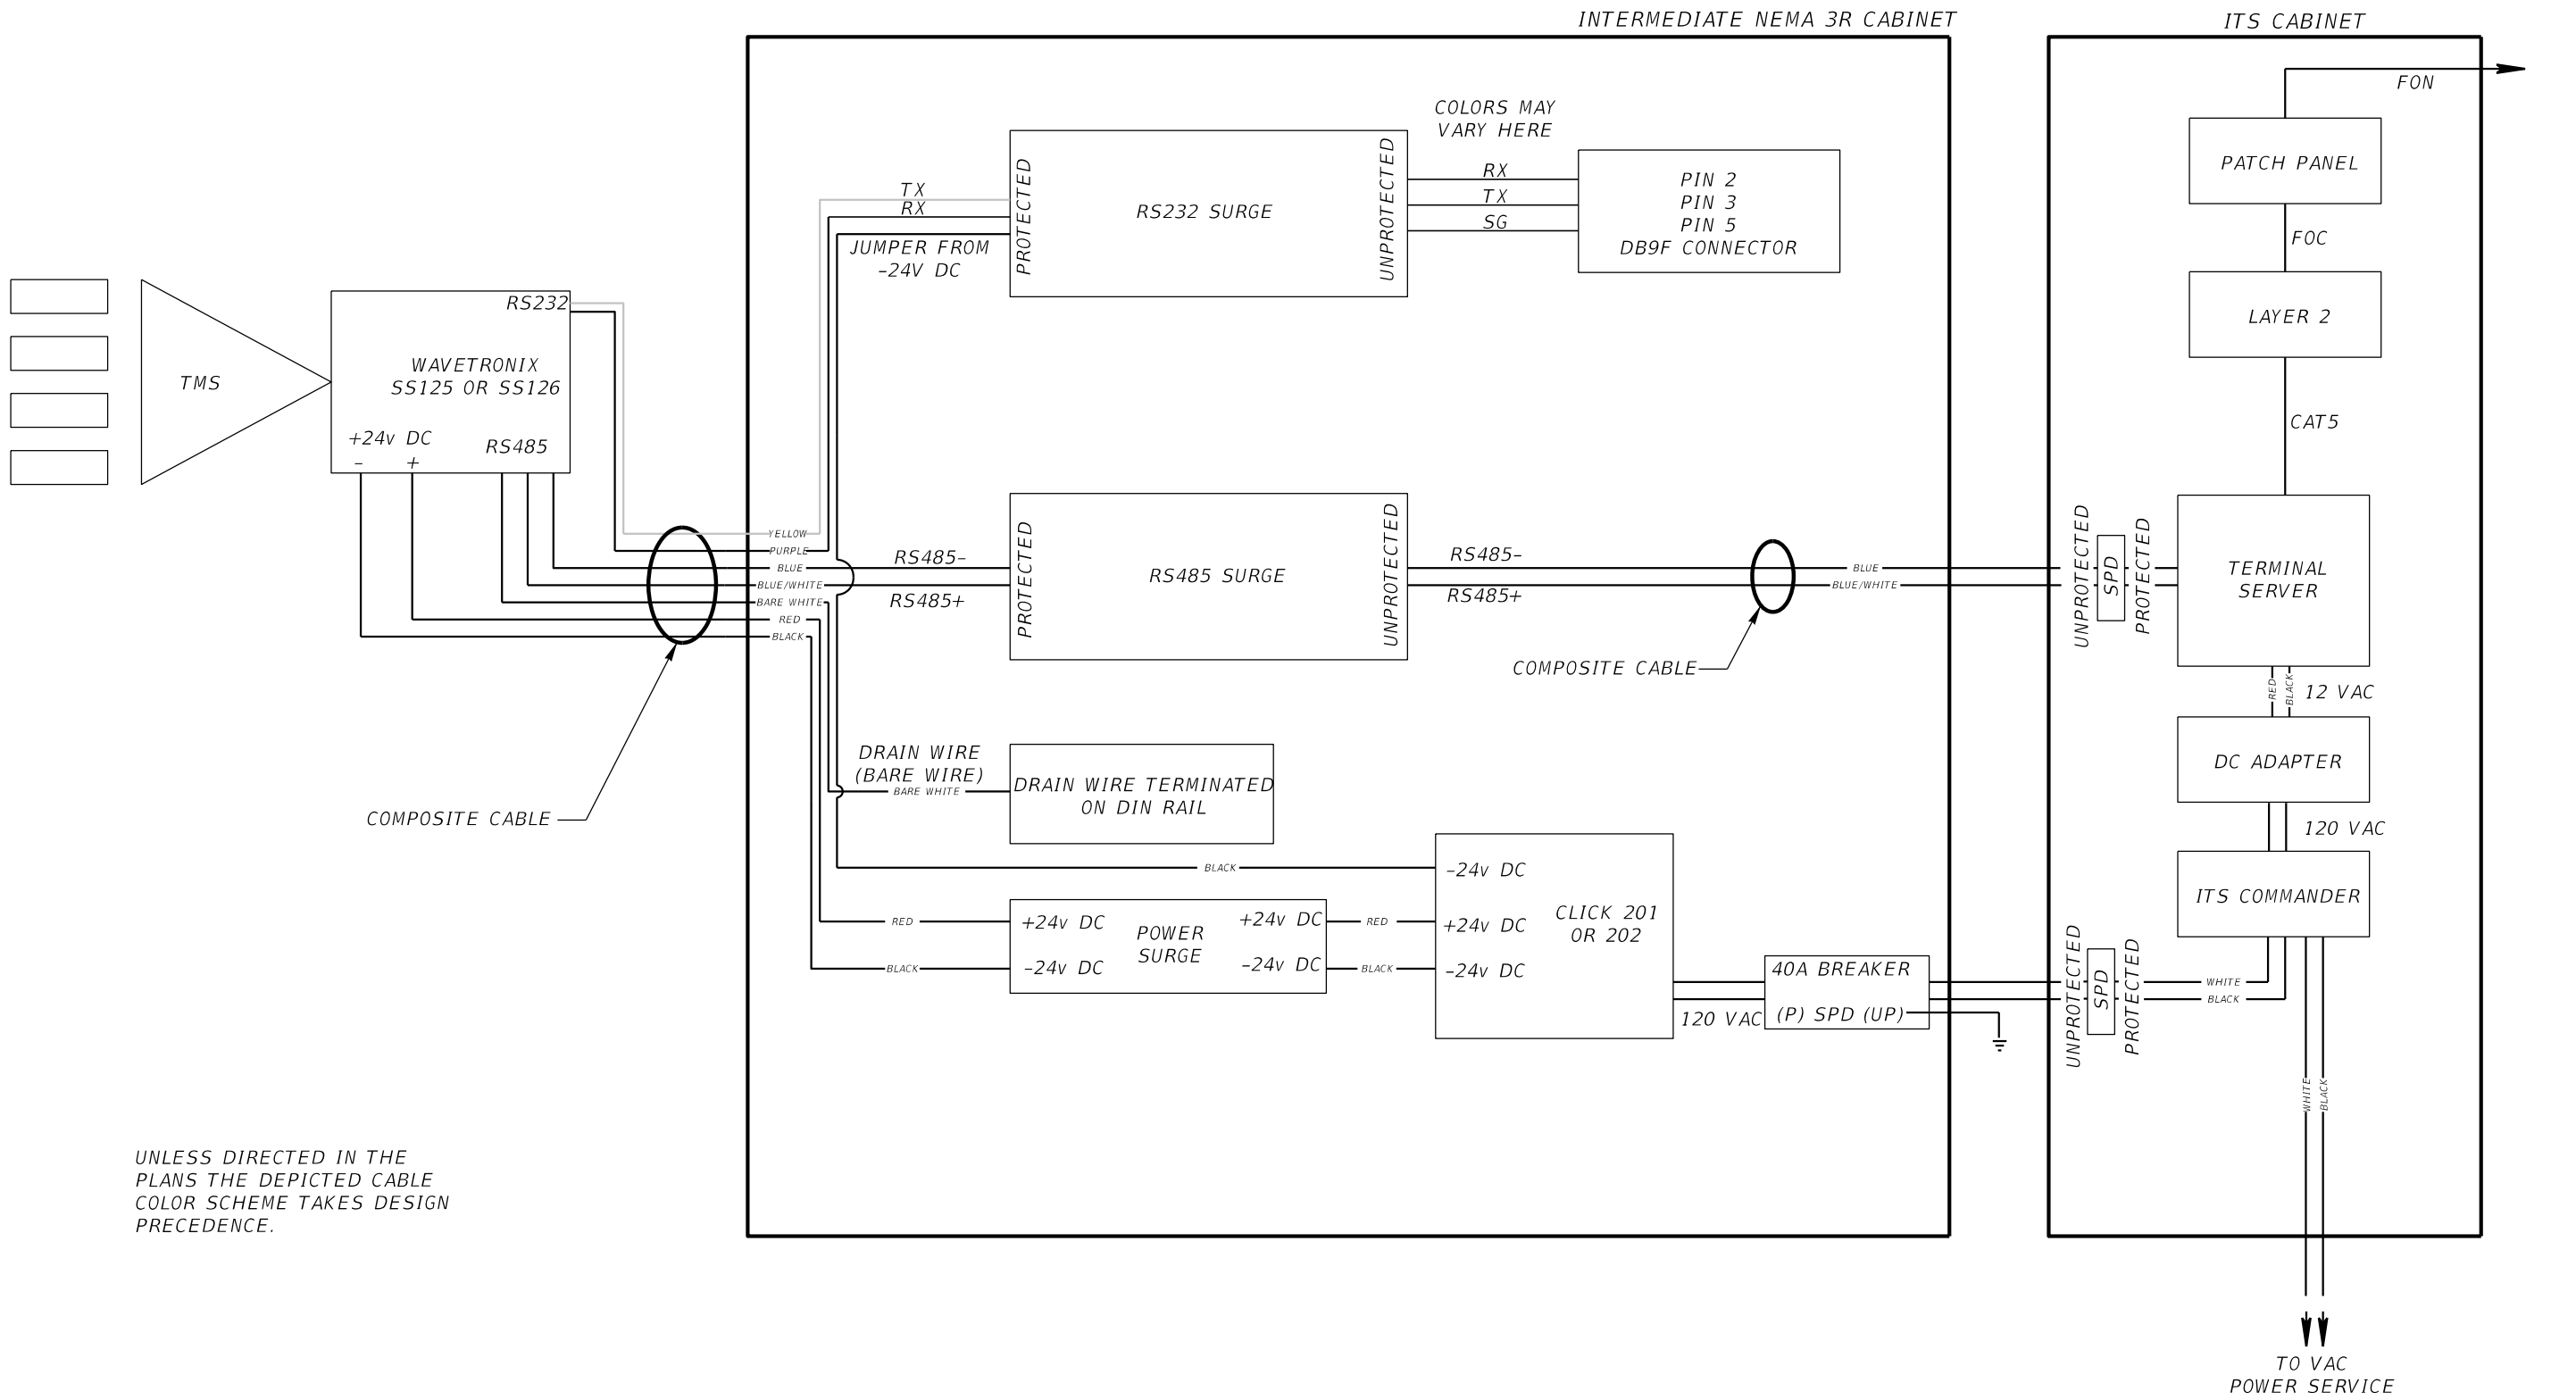 INTERMEDIATE NEMA 3R CABINET
ITS CABINET
FON
COLORS MAY
VARY HERE
PATCH PANEL
FOC
LAYER 2
CAT5
TX
RX
JUMPER FROM
-24V DC
PROTECTED
RS232 SURGE
UNPROTECTED
RX
TX
SG
PIN 2
PIN 3
PIN 5
DB9F CONNECTOR
TMS
RS232
WAVETRONIX
SS125 OR SS126
+24v DC
- +
RS485
YELLOW
PURPLE
BLUE
BLUE/WHITE
BARE WHITE
RED
BLACK
RS485-
RS485+
PROTECTED
RS485 SURGE
UNPROTECTED
RS485-
RS485+
BLUE
BLUE/WHITE
COMPOSITE CABLE
UNPROTECTED
SPD
PROTECTED
TERMINAL
SERVER
RED
BLACK
12 VAC
DC ADAPTER
120 VAC
ITS COMMANDER
COMPOSITE CABLE
DRAIN WIRE
(BARE WIRE)
BARE WHITE
DRAIN WIRE TERMINATED
ON DIN RAIL
BLACK
RED
BLACK
+24v DC
-24v DC
POWER
SURGE
+24v DC
-24v DC
RED
BLACK
-24v DC
+24v DC
-24v DC
CLICK 201
OR 202
120 VAC
40A BREAKER
(P) SPD (UP)
UNPROTECTED
SPD
PROTECTED
WHITE
BLACK
WHITE
BLACK
TO VAC
POWER SERVICE
UNLESS DIRECTED IN THE
PLANS THE DEPICTED CABLE
COLOR SCHEME TAKES DESIGN
PRECEDENCE.